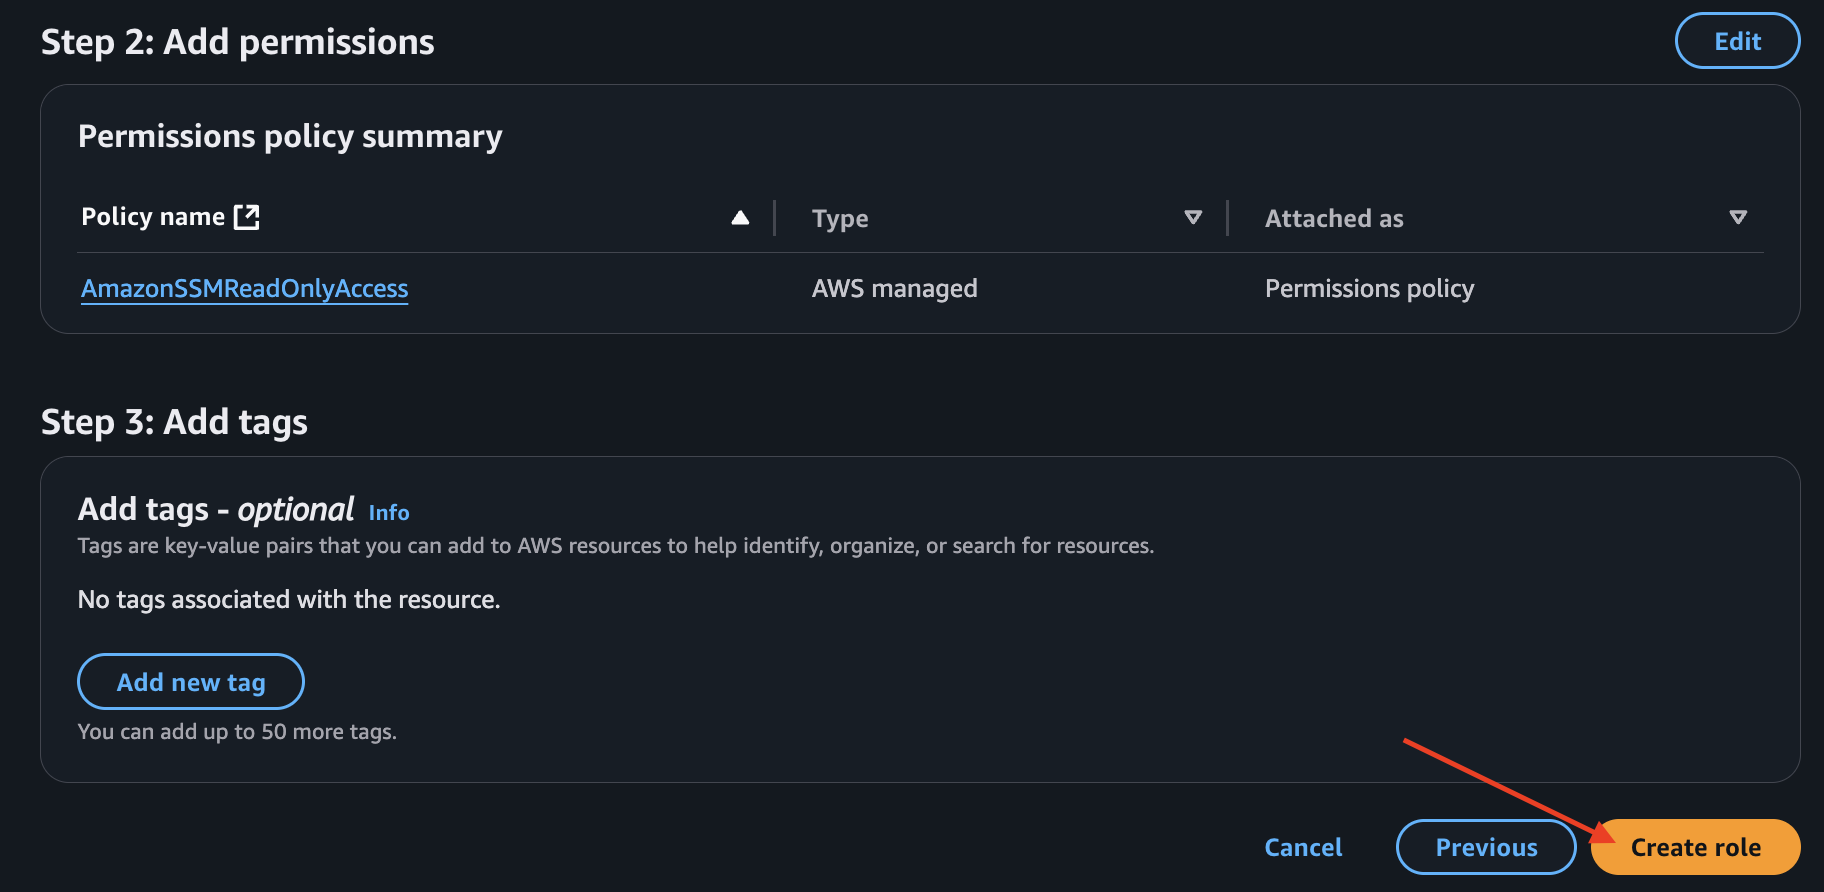 Step 2: Add permissions
Edit
Permissions policy summary
Policy name
Type
Attached as
AmazonSSMReadOnlyAccess
AWS managed
Permissions policy
Step 3: Add tags
Add tags - optional Info
Tags are key-value pairs that you can add to AWS resources to help identify, organize, or search for resources.
No tags associated with the resource.
Add new tag
You can add up to 50 more tags.
Cancel
Previous
Create role